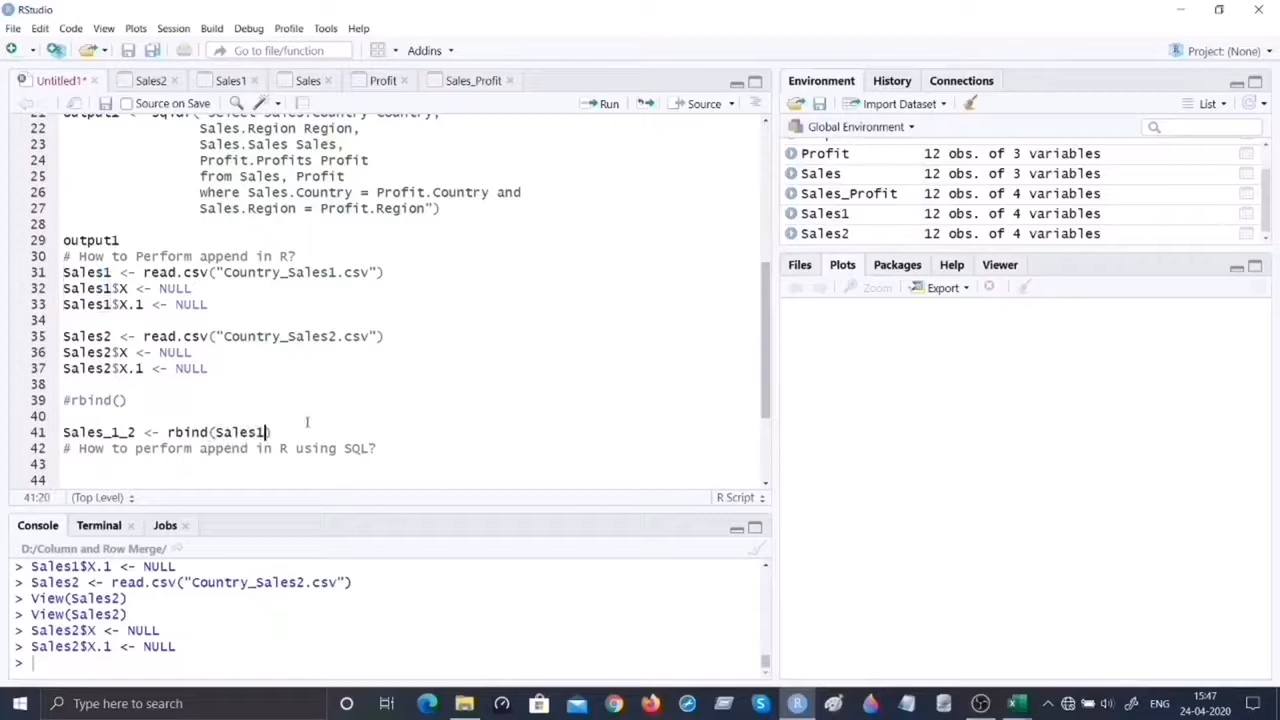 RStudio
File Edit Code View Plots Session Build Debug Profile Tools Help
Go to file/function Addins Project: (None)
Untitled1* Sales2 Sales1 Sales Profit Sales_Profit
Source on Save Run Source
22 Sales.Region Region,
23 Sales.Sales Sales,
24 Profit.Profits Profit
25 from Sales, Profit
26 where Sales.Country = Profit.Country and
27 Sales.Region = Profit.Region")
28
29 output1
30 # How to Perform append in R?
31 Sales1 <- read.csv("Country_Sales1.csv")
32 Sales1$X <- NULL
33 Sales1$X.1 <- NULL
34
35 Sales2 <- read.csv("Country_Sales2.csv")
36 Sales2$X <- NULL
37 Sales2$X.1 <- NULL
38
39 #rbind()
40
41 Sales_1_2 <- rbind(Sales1)
42 # How to perform append in R using SQL?
43
44
41:20 (Top Level) R Script
Console Terminal Jobs
D:/Column and Row Merge/
> Sales1$X.1 <- NULL
> Sales2 <- read.csv("Country_Sales2.csv")
> View(Sales2)
> View(Sales2)
> Sales2$X <- NULL
> Sales2$X.1 <- NULL
>
Environment History Connections
Import Dataset List
Global Environment
Profit 12 obs. of 3 variables
Sales 12 obs. of 3 variables
Sales_Profit 12 obs. of 4 variables
Sales1 12 obs. of 4 variables
Sales2 12 obs. of 4 variables
Files Plots Packages Help Viewer
Zoom Export
Type here to search
ENG
15:47
24-04-2020